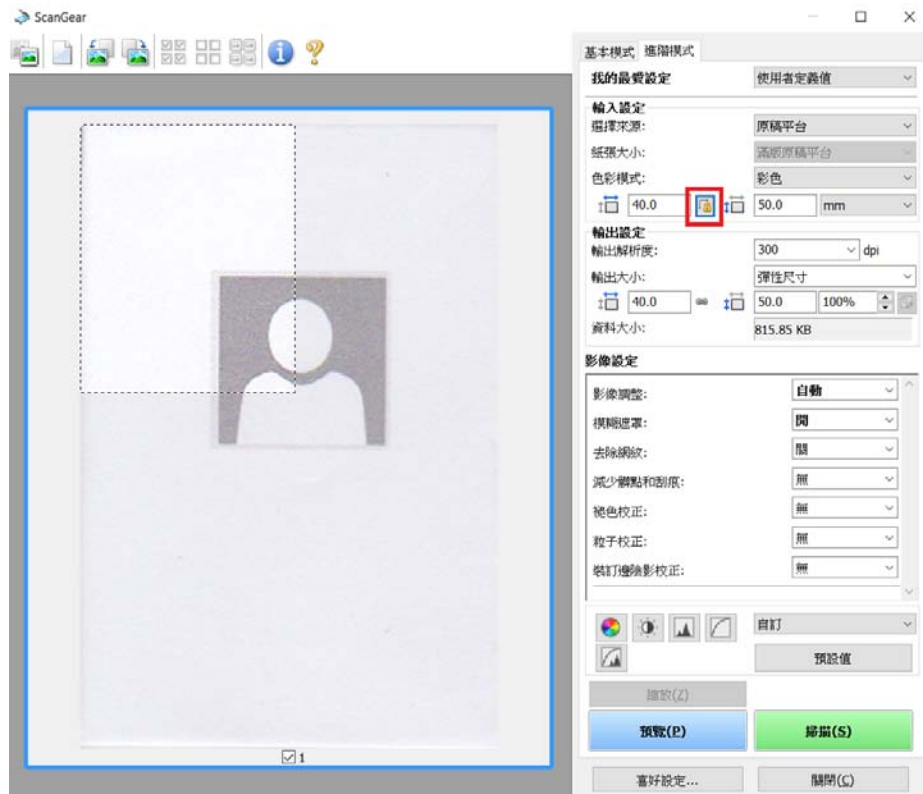 ScanGear
基本模式 進階模式
我的最愛設定 使用者定義值
輸入設定
選擇來源: 原稿平台
紙張大小: 滿版原稿平台
色彩模式: 彩色
40.0 50.0 mm
輸出設定
輸出解析度: 300 dpi
輸出大小: 彈性尺寸
40.0 50.0 100%
資料大小: 815.85 KB
影像設定
影像調整: 自動
模糊遮罩: 開
去除網紋: 關
減少髒點和刮痕: 無
褪色校正: 無
粒子校正: 無
裝訂邊陰影校正: 無
自訂
預設值
縮放(Z)
預覽(P) 掃描(S)
1
喜好設定... 關閉(C)